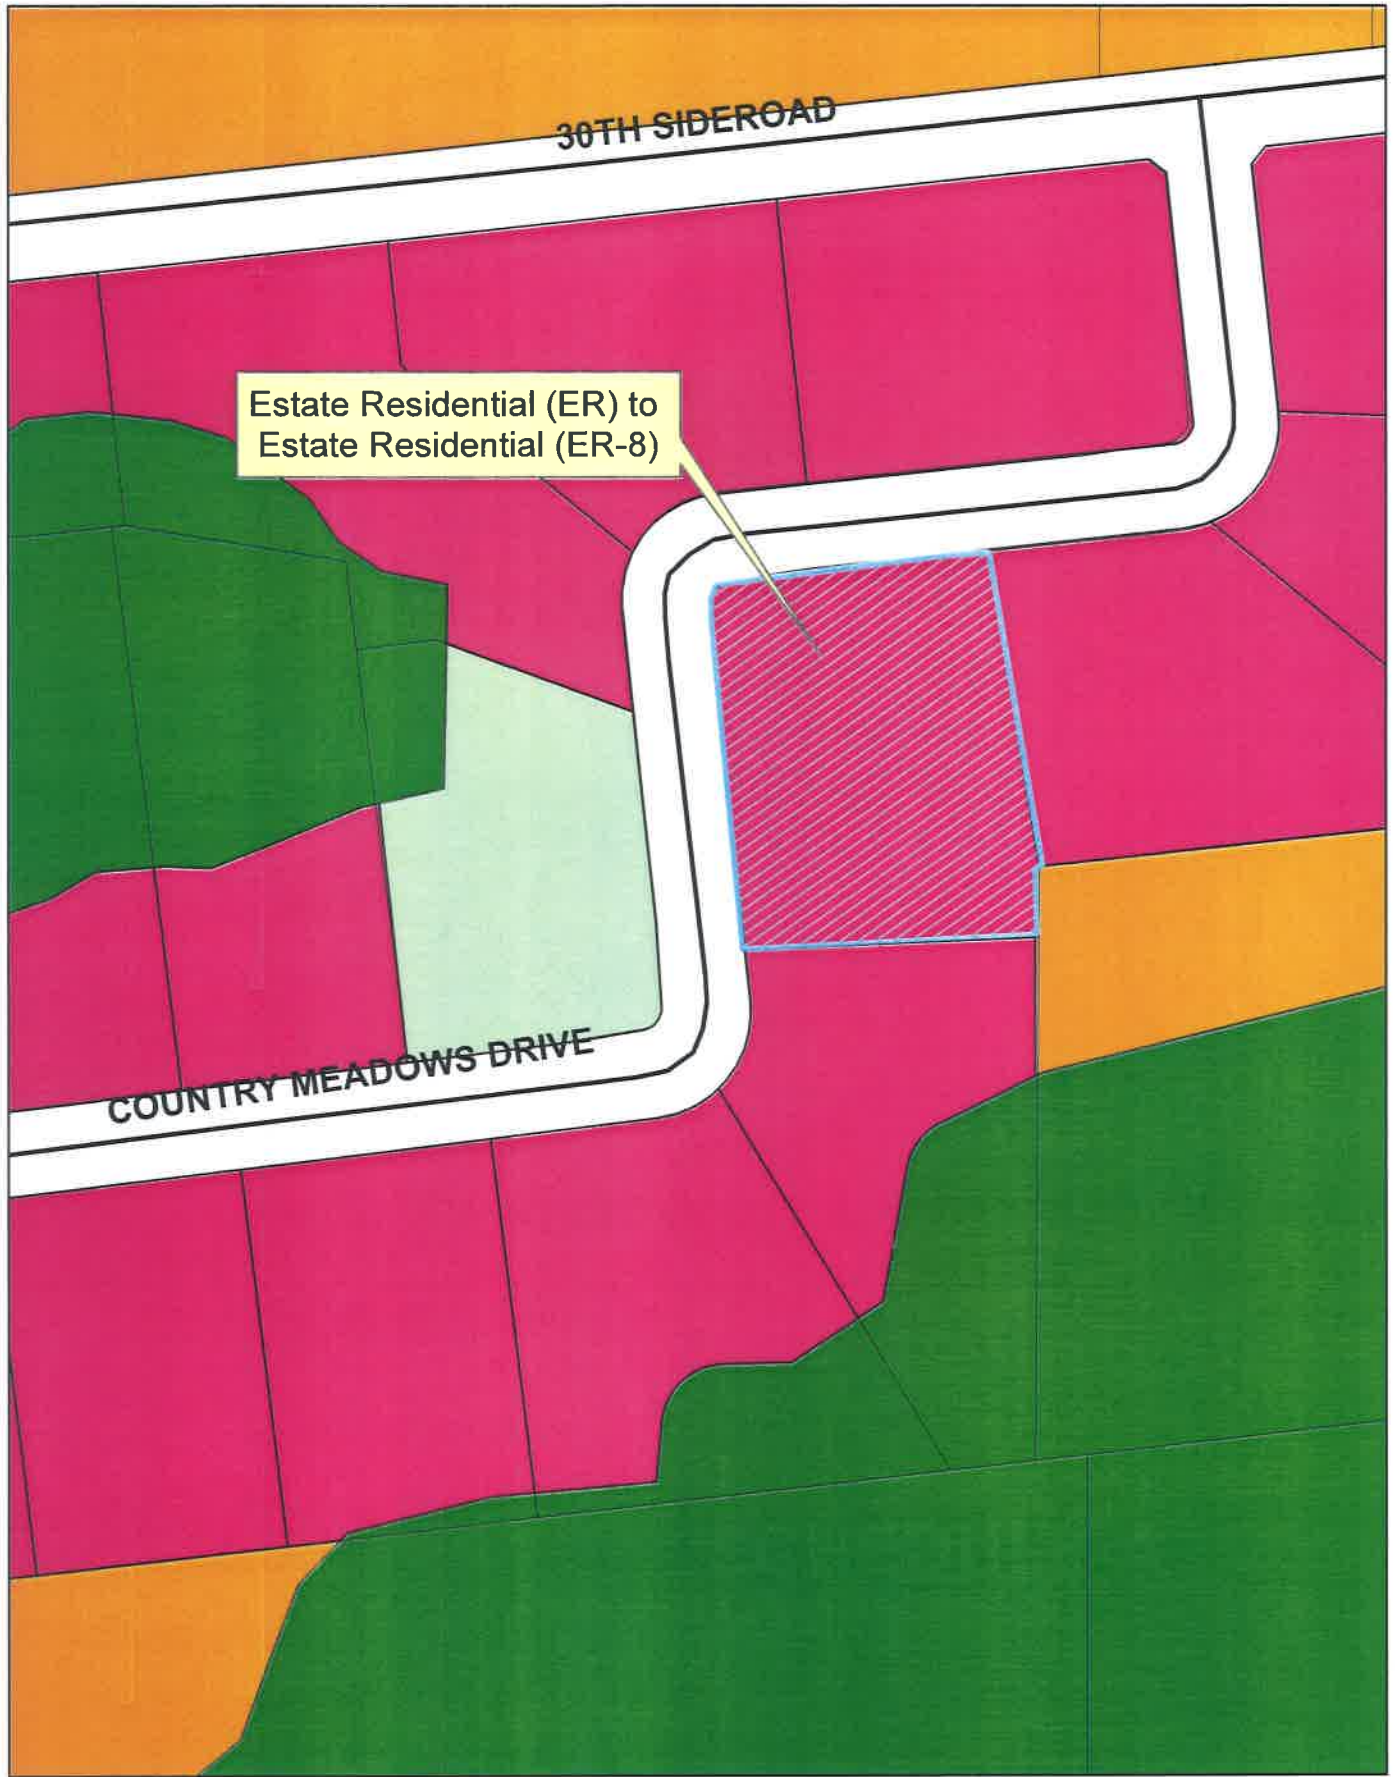 30TH SIDEROAD
Estate Residential (ER) to
Estate Residential (ER-8)
COUNTRY MEADOWS DRIVE